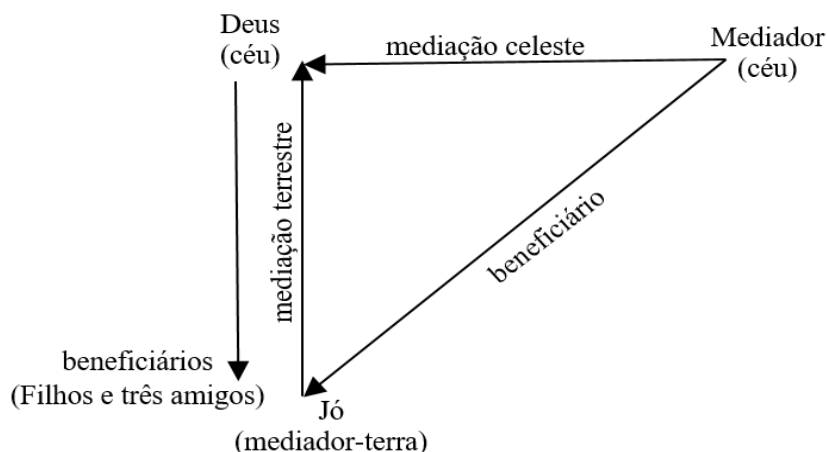 Deus
(céu)
mediação celeste
Mediador
(céu)
mediação terrestre
beneficiário
beneficiários
(Filhos e três amigos)
Jó
(mediador-terra)